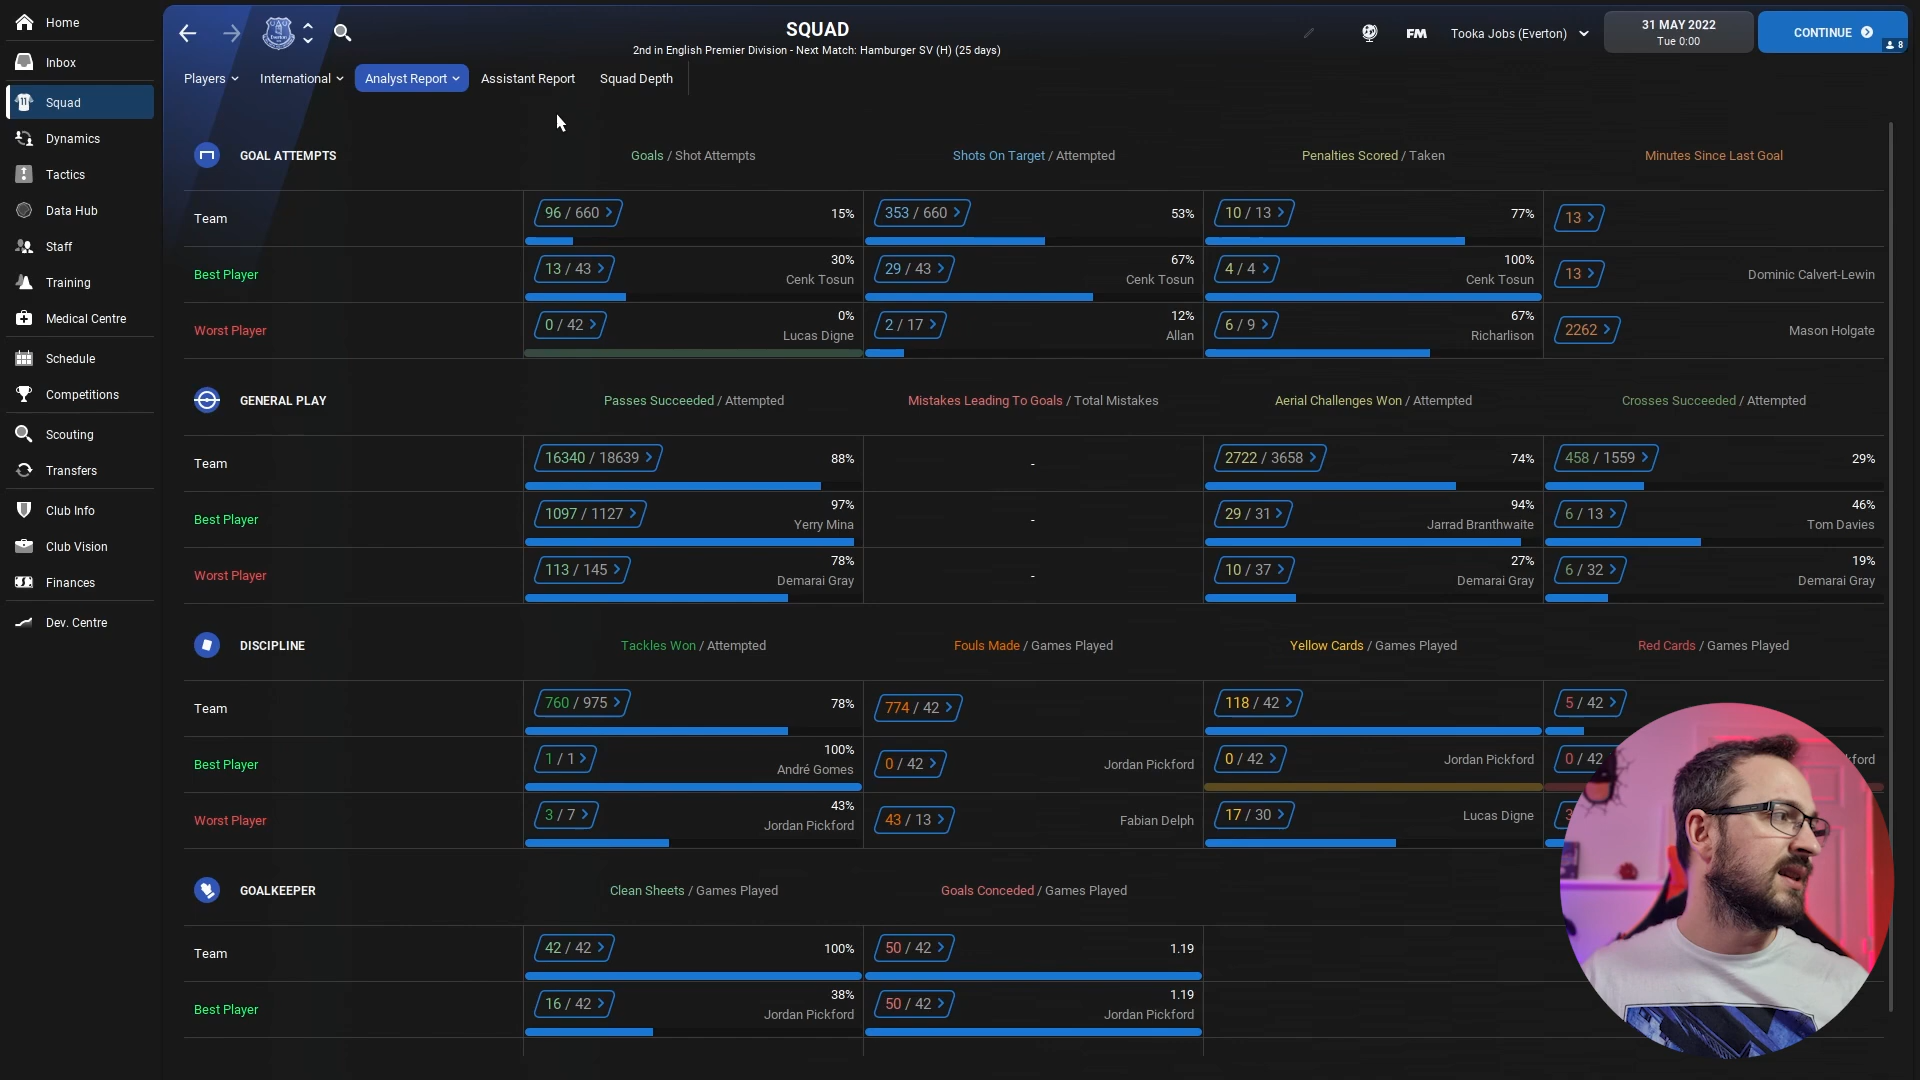 Home
Inbox
Squad
Dynamics
Tactics
Data Hub
Staff
Training
Medical Centre
Schedule
Competitions
Scouting
Transfers
Club Info
Club Vision
Finances
Dev. Centre
SQUAD
2nd in English Premier Division - Next Match: Hamburger SV (H) (25 days)
FM
Tooka Jobs (Everton)
31 MAY 2022
Tue 0:00
CONTINUE
8
Players International Analyst Report Assistant Report Squad Depth
GOAL ATTEMPTS Goals / Shot Attempts Shots On Target / Attempted Penalties Scored / Taken Minutes Since Last Goal
Team 96 / 660 15% 353 / 660 53% 10 / 13 77% 13
Best Player 13 / 43 30% Cenk Tosun 29 / 43 67% Cenk Tosun 4 / 4 100% Cenk Tosun 13 Dominic Calvert-Lewin
Worst Player 0 / 42 0% Lucas Digne 2 / 17 12% Allan 6 / 9 67% Richarlison 2262 Mason Holgate
GENERAL PLAY Passes Succeeded / Attempted Mistakes Leading To Goals / Total Mistakes Aerial Challenges Won / Attempted Crosses Succeeded / Attempted
Team 16340 / 18639 88% - 2722 / 3658 74% 458 / 1559 29%
Best Player 1097 / 1127 97% Yerry Mina - 29 / 31 94% Jarrad Branthwaite 6 / 13 46% Tom Davies
Worst Player 113 / 145 78% Demarai Gray - 10 / 37 27% Demarai Gray 6 / 32 19% Demarai Gray
DISCIPLINE Tackles Won / Attempted Fouls Made / Games Played Yellow Cards / Games Played Red Cards / Games Played
Team 760 / 975 78% 774 / 42 118 / 42 5 / 42
Best Player 1 / 1 100% André Gomes 0 / 42 Jordan Pickford 0 / 42 Jordan Pickford 0 / 42 kford
Worst Player 3 / 7 43% Jordan Pickford 43 / 13 Fabian Delph 17 / 30 Lucas Digne 3
GOALKEEPER Clean Sheets / Games Played Goals Conceded / Games Played
Team 42 / 42 100% 50 / 42 1.19
Best Player 16 / 42 38% Jordan Pickford 50 / 42 1.19 Jordan Pickford